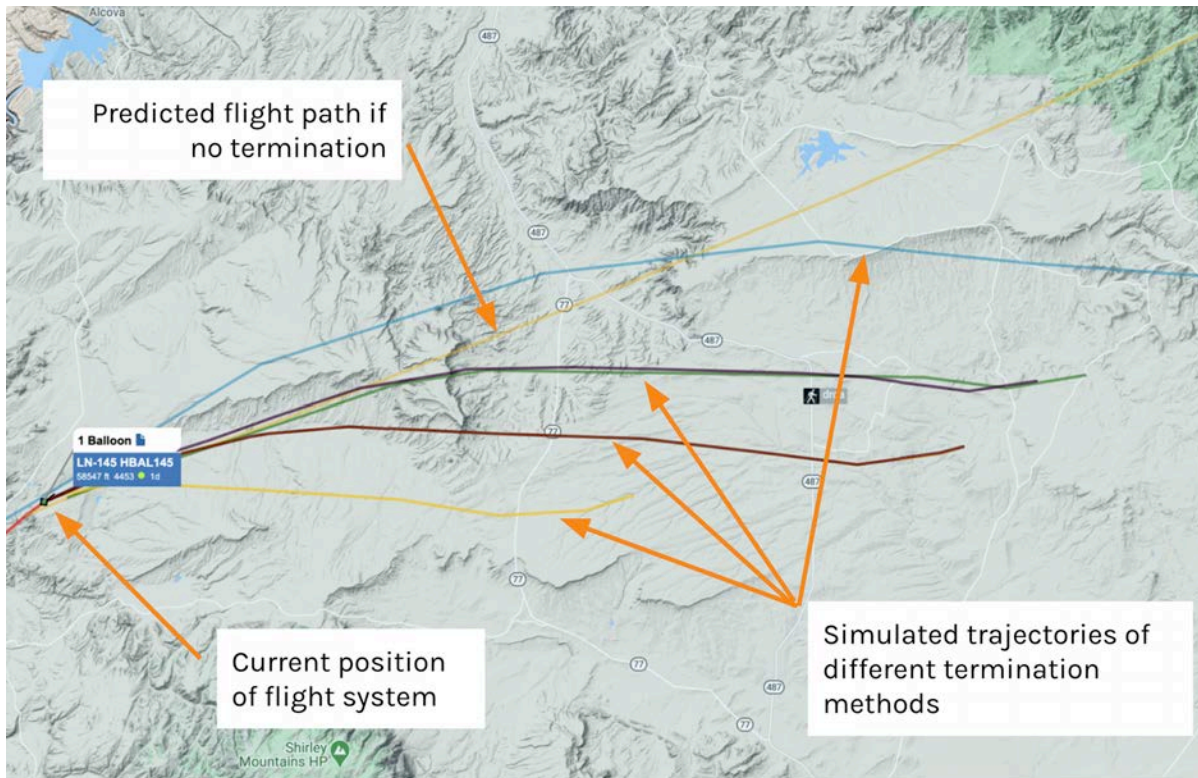 Alcova
487
Predicted flight path if
no termination
487
77
487
drna
1 Balloon
LN-145 HBAL145
58547 ft 4453 1d
77
487
77
Current position
of flight system
Simulated trajectories of
different termination
methods
77
487
77
Shirley
Mountains HP